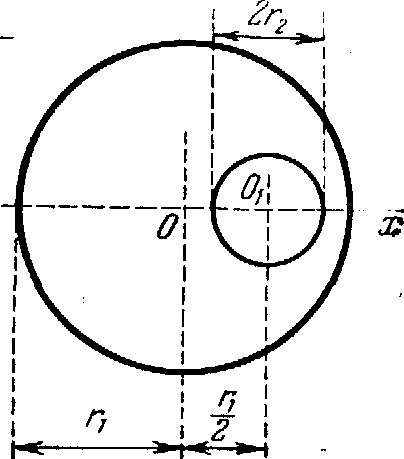 2r₂
O₁
O
x
r₁
r₁/2